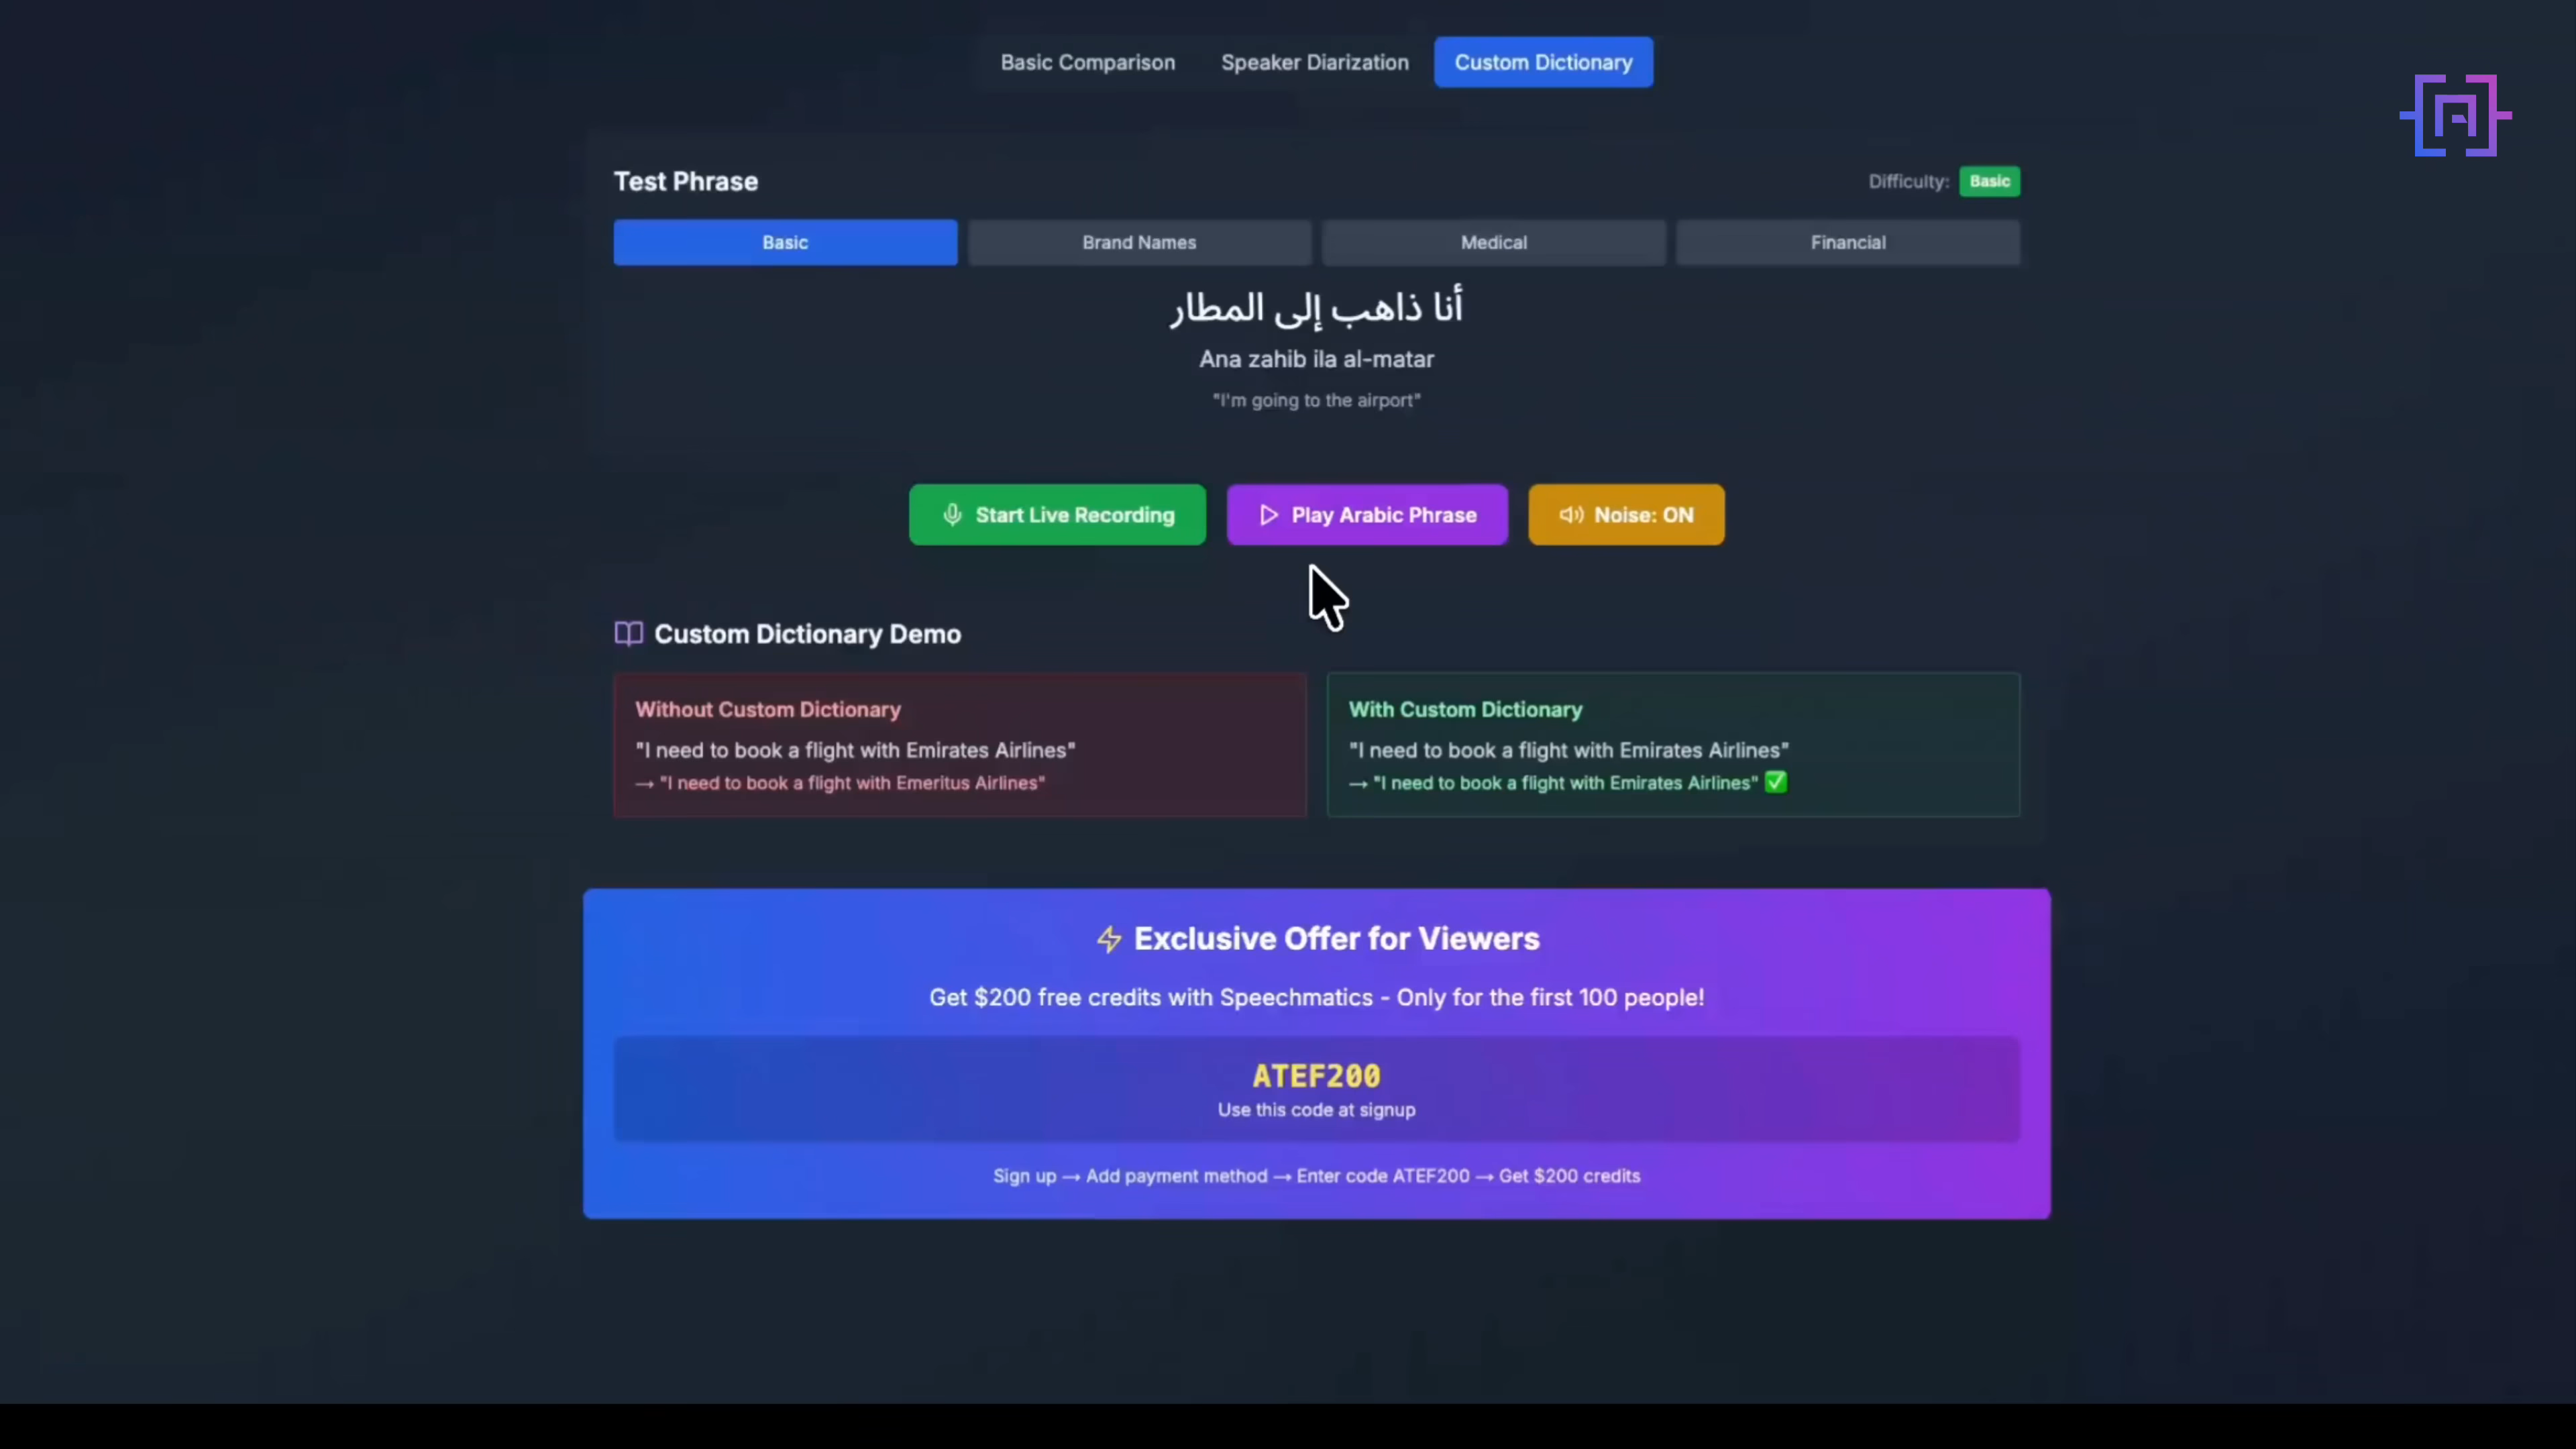 Basic Comparison Speaker Diarization Custom Dictionary
Test Phrase Difficulty: Basic
Basic Brand Names Medical Financial
أنا ذاهب إلى المطار
Ana zahib ila al-matar
"I'm going to the airport"
Start Live Recording Play Arabic Phrase Noise: ON
Custom Dictionary Demo
Without Custom Dictionary
"I need to book a flight with Emirates Airlines"
→ "I need to book a flight with Emeritus Airlines"
With Custom Dictionary
"I need to book a flight with Emirates Airlines"
→ "I need to book a flight with Emirates Airlines" ✅
Exclusive Offer for Viewers
Get $200 free credits with Speechmatics - Only for the first 100 people!
ATEF200
Use this code at signup
Sign up → Add payment method → Enter code ATEF200 → Get $200 credits